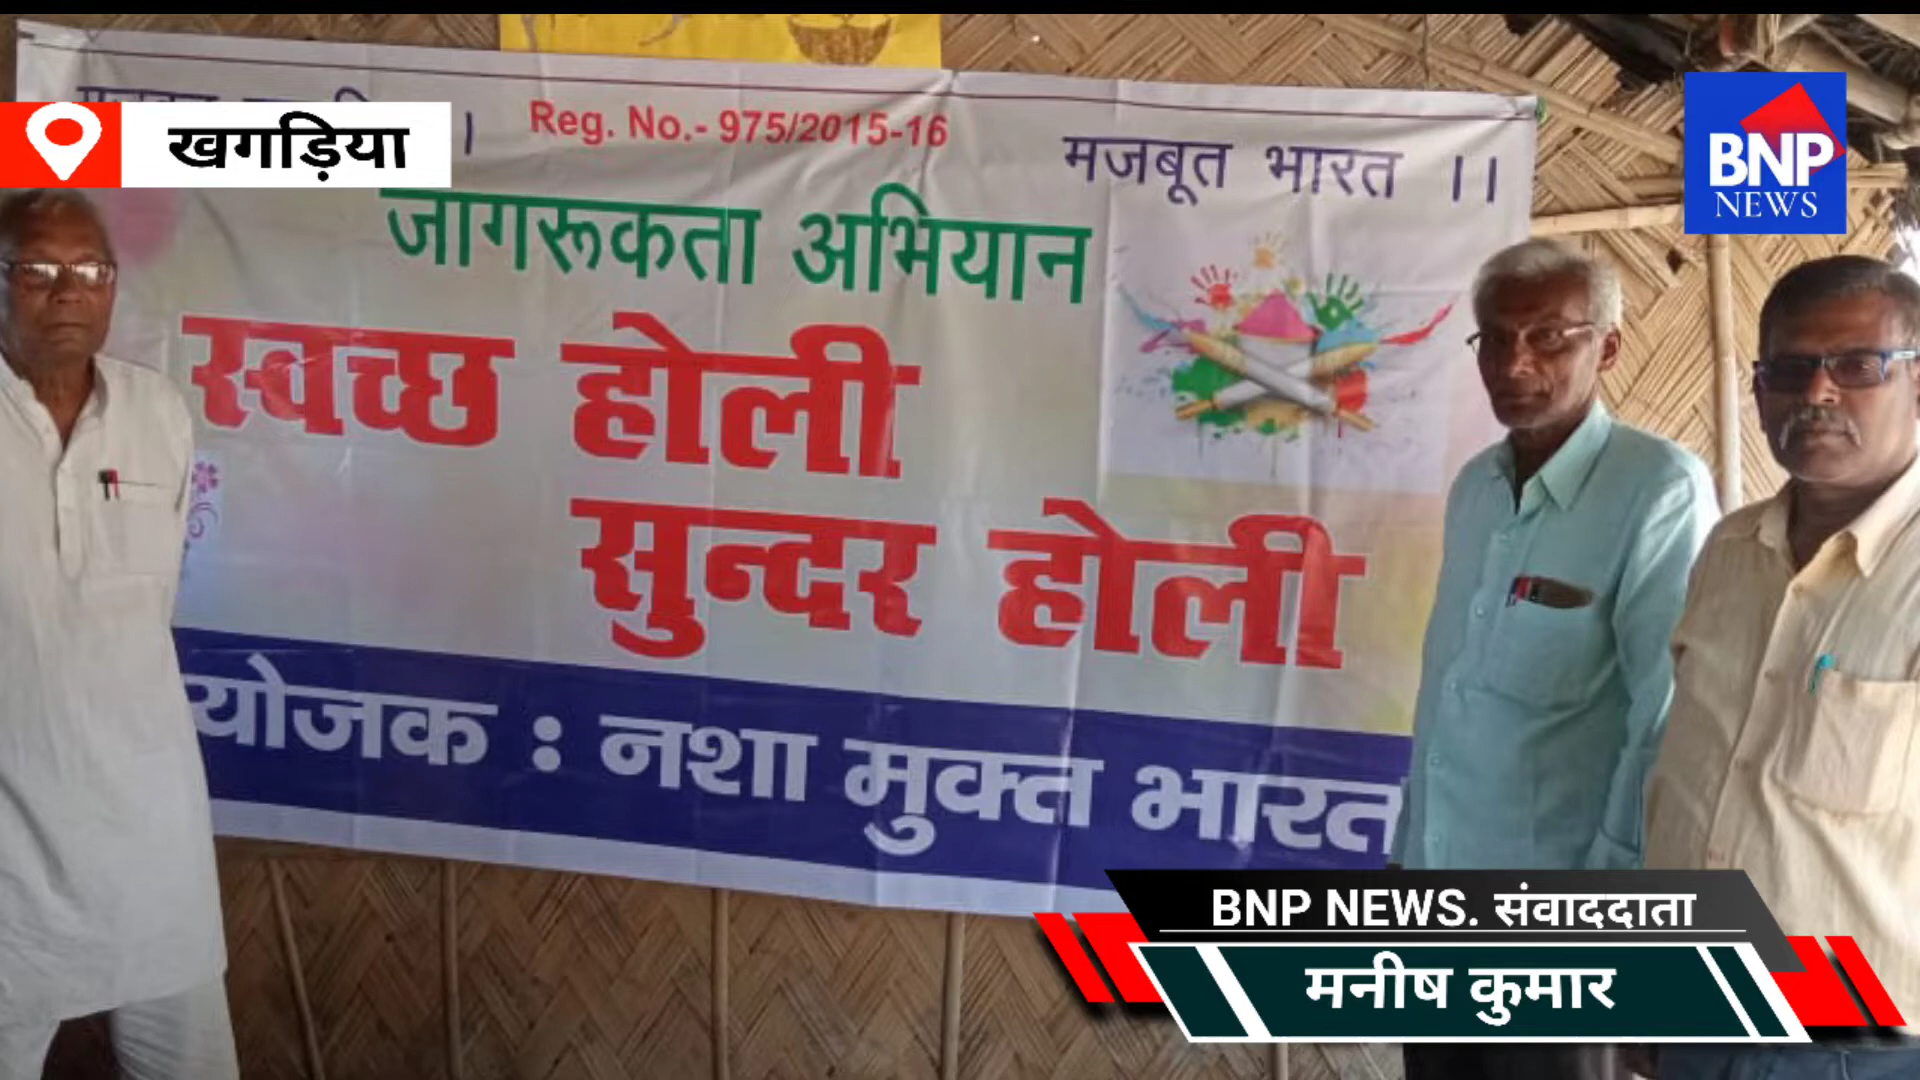 खगड़िया
।
Reg. No.- 975/2015-16
मजबूत भारत ।।
BNP
NEWS
जागरूकता अभियान
स्वच्छ होली
सुन्दर होली
योजक : नशा मुक्त भारत
BNP NEWS. संवाददाता
मनीष कुमार